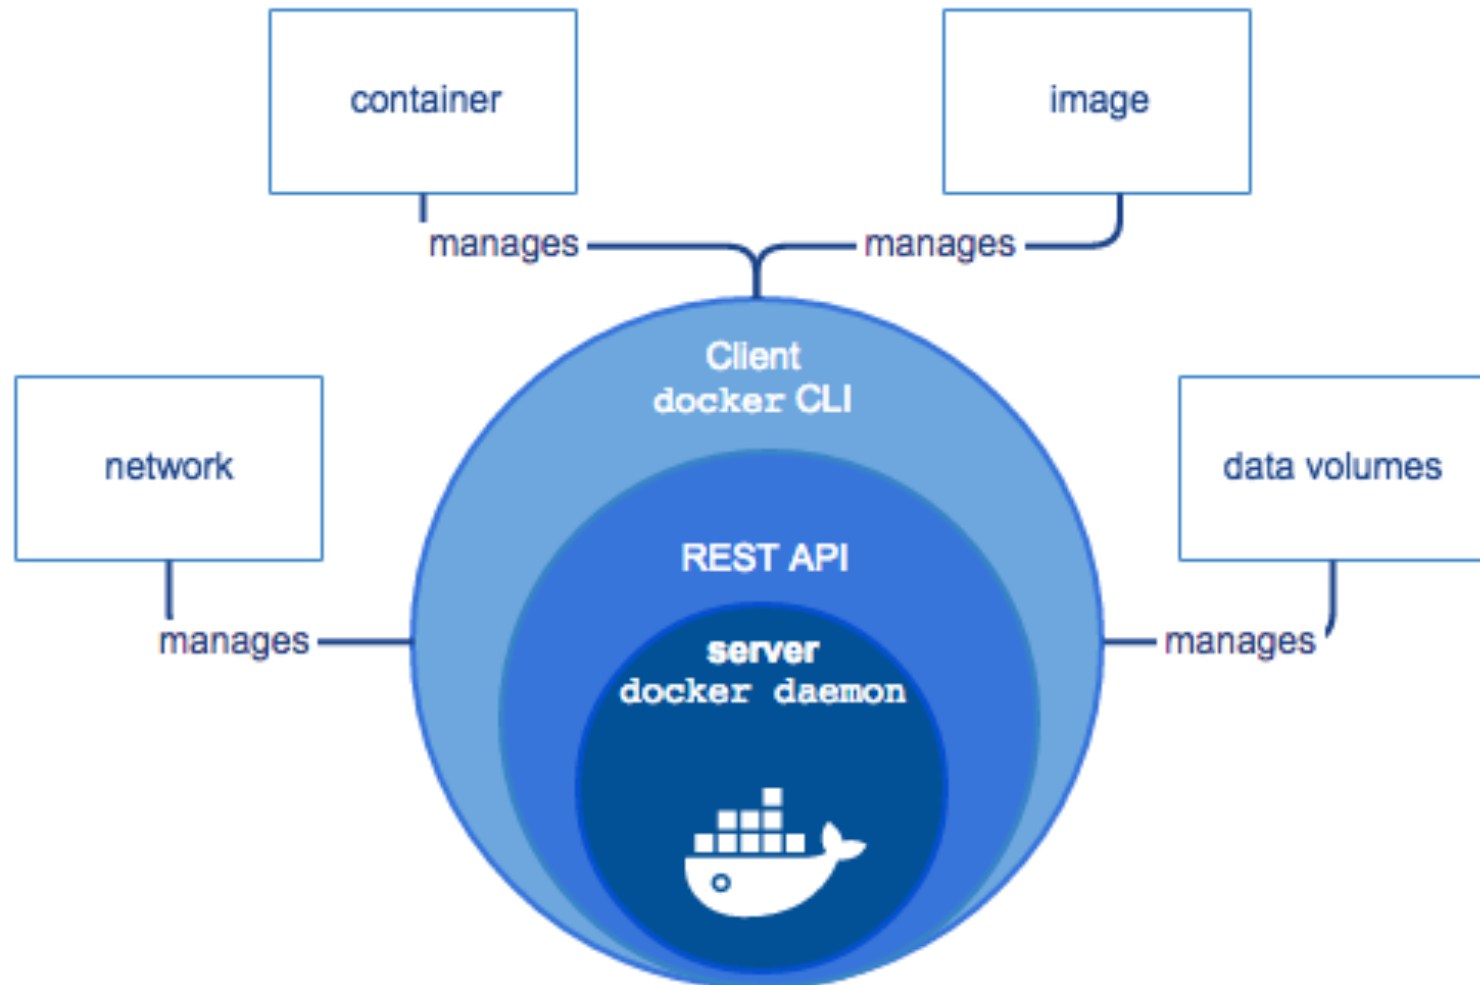 container
image
manages
manages
Client
docker CLI
network
data volumes
REST API
manages
manages
server
docker daemon